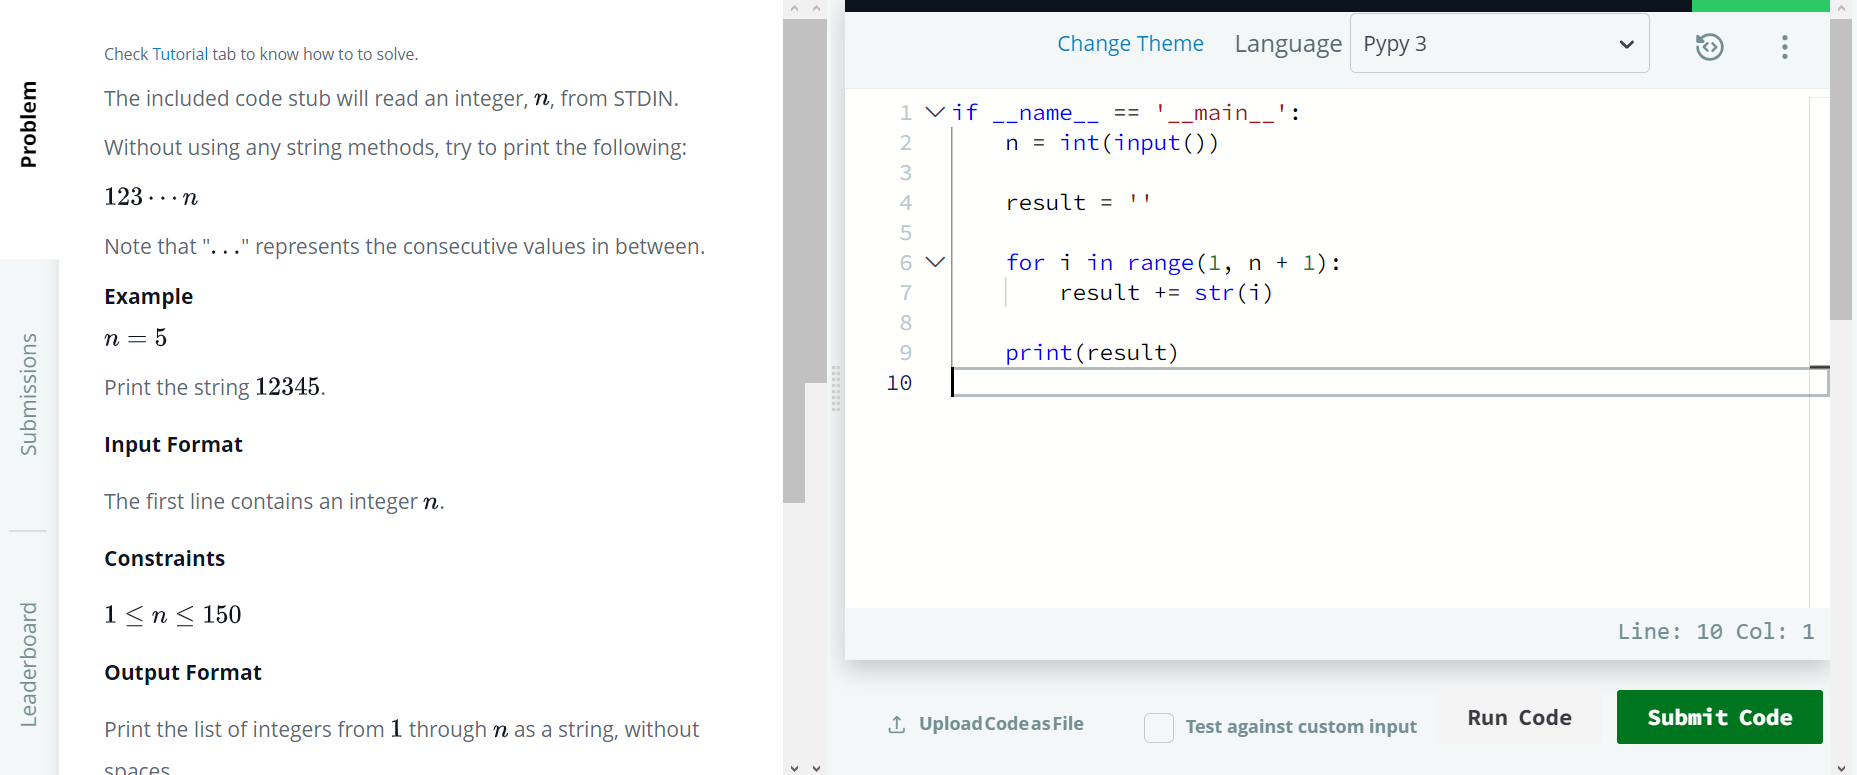 Problem
Submissions
Leaderboard
Check Tutorial tab to know how to to solve.
The included code stub will read an integer, n, from STDIN.
Without using any string methods, try to print the following:
123⋯n
Note that "..." represents the consecutive values in between.
Example
n = 5
Print the string 12345.
Input Format
The first line contains an integer n.
Constraints
1 ≤ n ≤ 150
Output Format
Print the list of integers from 1 through n as a string, without
spaces.
Change Theme Language Pypy 3
1 if __name__ == '__main__':
2     n = int(input())
3
4     result = ''
5
6     for i in range(1, n + 1):
7         result += str(i)
8
9     print(result)
10
Line: 10 Col: 1
Upload Code as File Test against custom input Run Code Submit Code